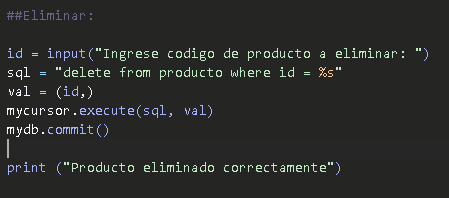 ##Eliminar:
id = input("Ingrese codigo de producto a eliminar: ")
sql = "delete from producto where id = %s"
val = (id,)
mycursor.execute(sql, val)
mydb.commit()
print ("Producto eliminado correctamente")